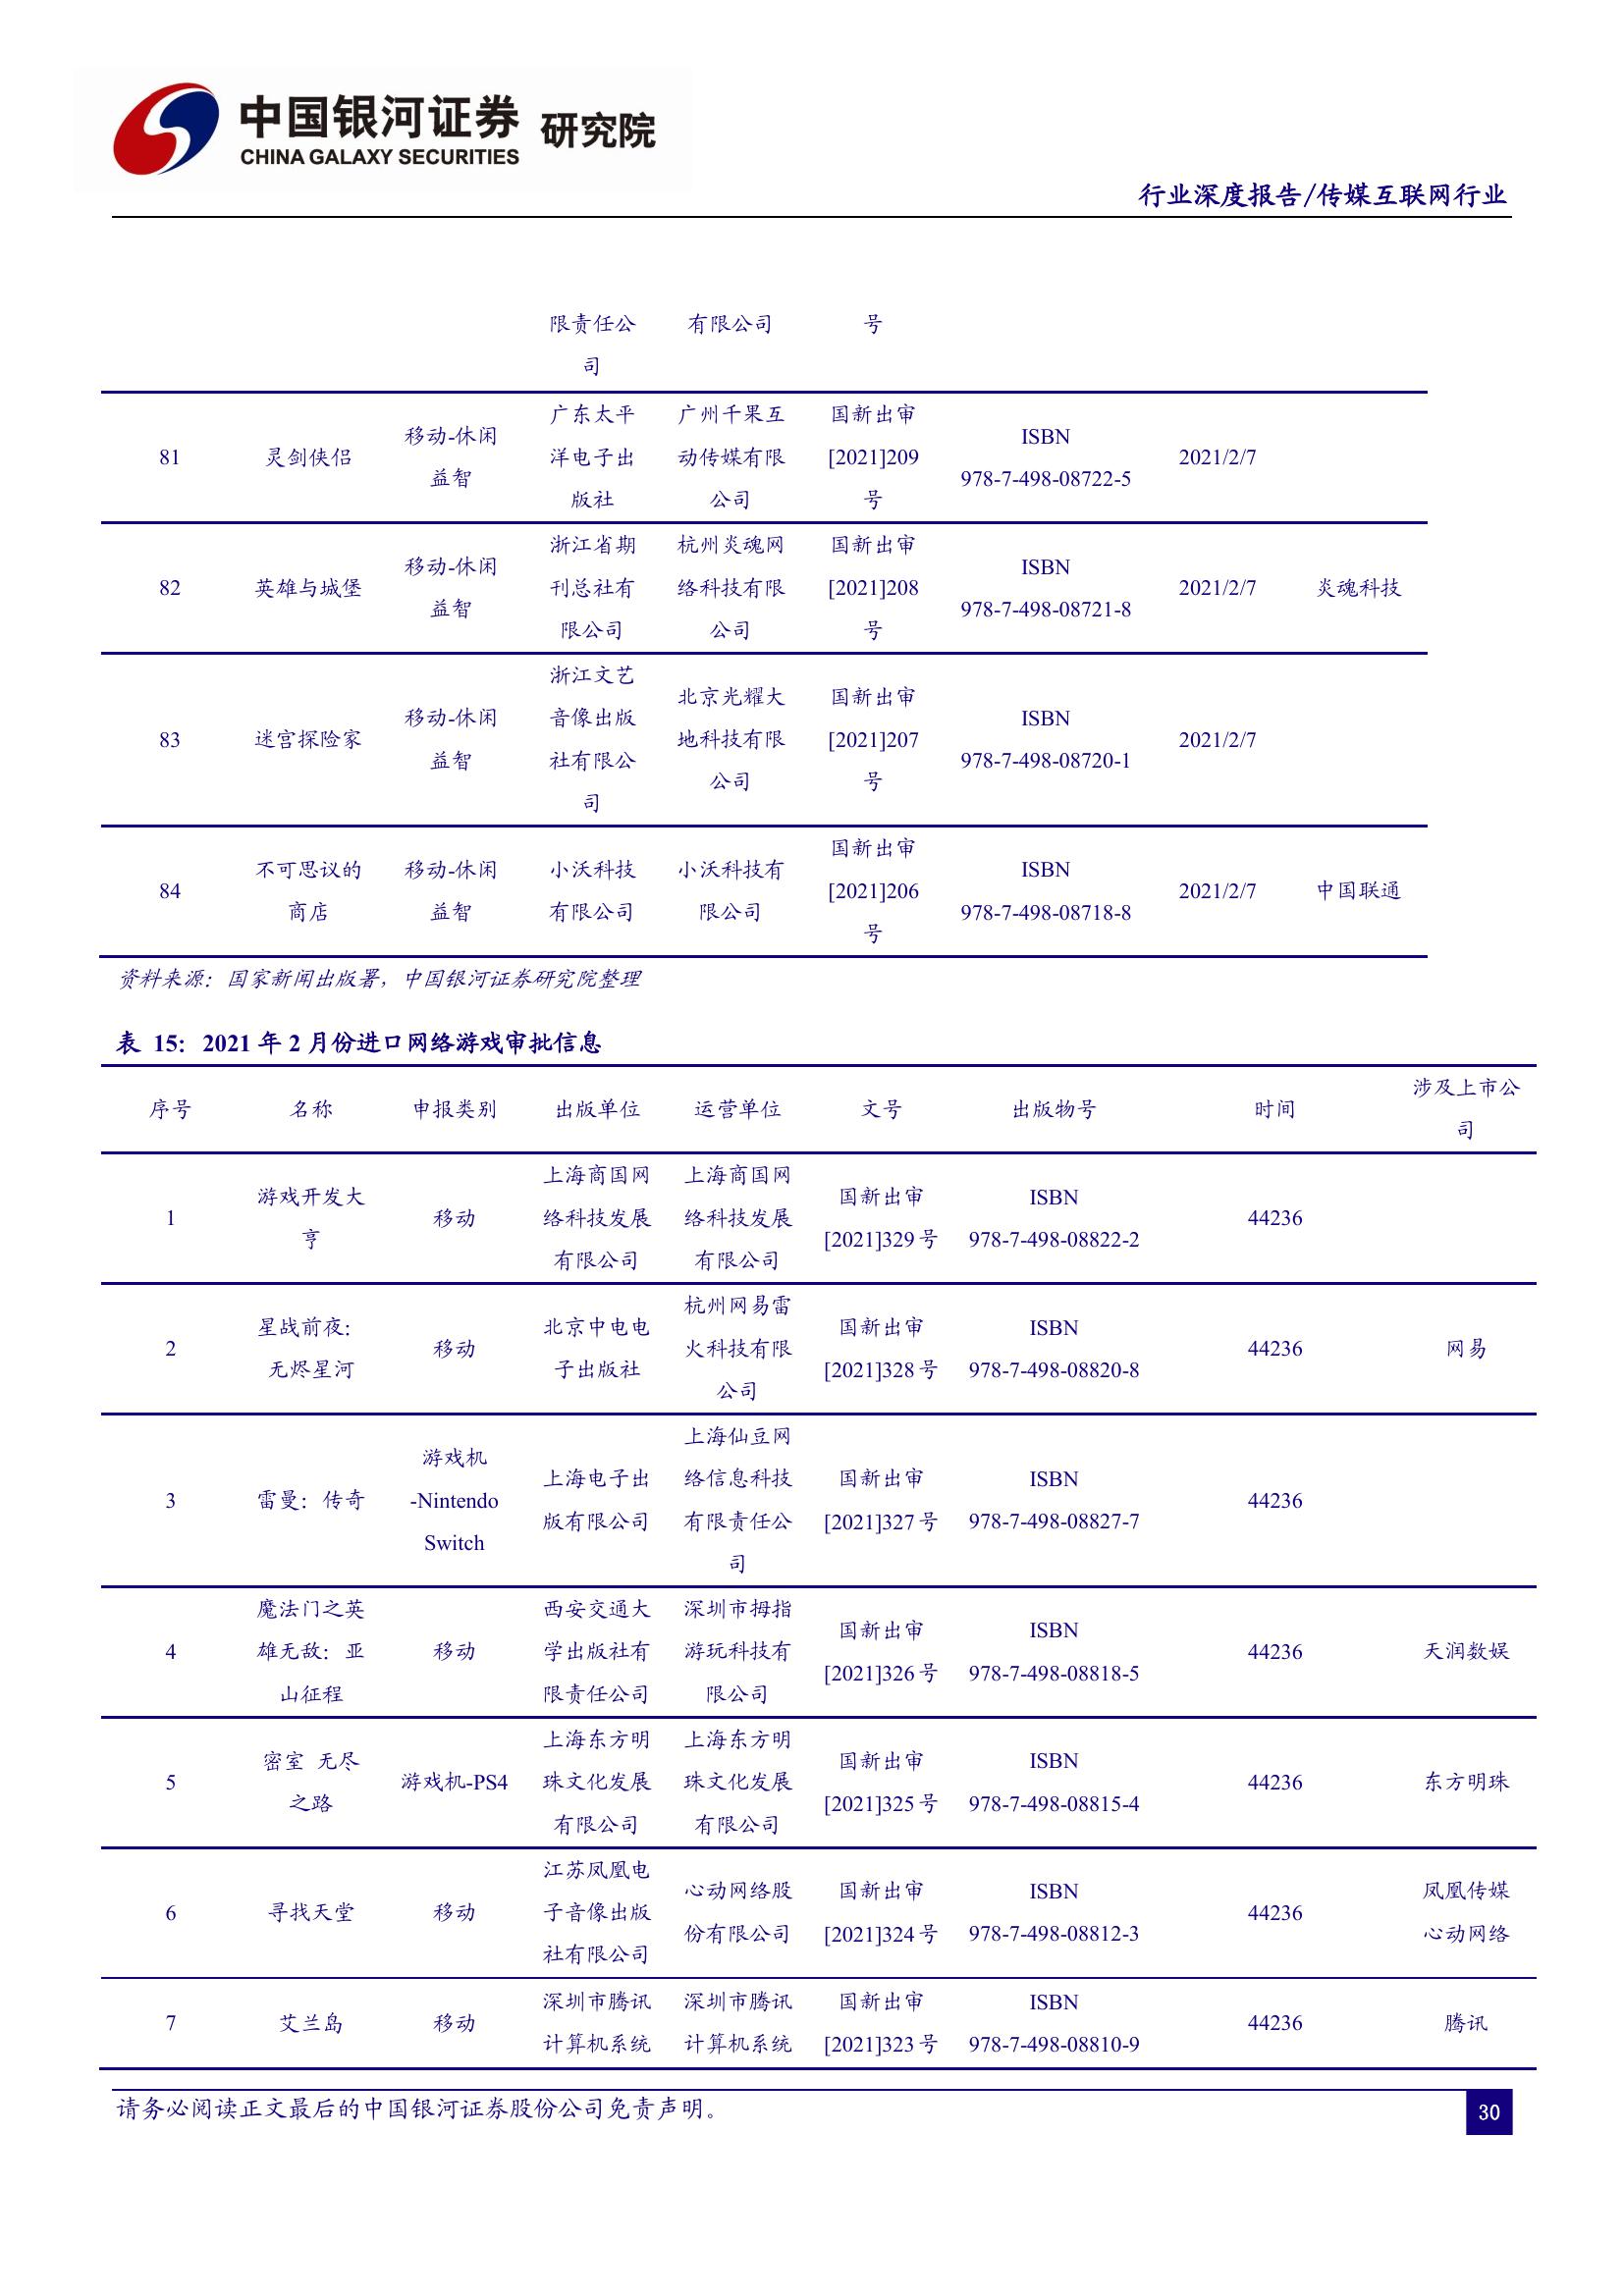 中国银河证券 研究院
CHINA GALAXY SECURITIES
行业深度报告/传媒互联网行业
限责任公 有限公司 号
司
81 灵剑侠侣 移动-休闲益智 广东太平洋电子出版社 广州千果互动传媒有限公司 国新出审[2021]209号 ISBN 978-7-498-08722-5 2021/2/7
82 英雄与城堡 移动-休闲益智 浙江省期刊总社有限公司 杭州炎魂网络科技有限公司 国新出审[2021]208号 ISBN 978-7-498-08721-8 2021/2/7 炎魂科技
83 迷宫探险家 移动-休闲益智 浙江文艺音像出版社有限公司 北京光耀大地科技有限公司 国新出审[2021]207号 ISBN 978-7-498-08720-1 2021/2/7
84 不可思议的商店 移动-休闲益智 小沃科技有限公司 小沃科技有限公司 国新出审[2021]206号 ISBN 978-7-498-08718-8 2021/2/7 中国联通
资料来源：国家新闻出版署，中国银河证券研究院整理
表 15：2021 年 2 月份进口网络游戏审批信息
序号 名称 申报类别 出版单位 运营单位 文号 出版物号 时间 涉及上市公司
1 游戏开发大亨 移动 上海商国网络科技发展有限公司 上海商国网络科技发展有限公司 国新出审[2021]329号 ISBN 978-7-498-08822-2 44236
2 星战前夜：无烬星河 移动 北京中电电子出版社 杭州网易雷火科技有限公司 国新出审[2021]328号 ISBN 978-7-498-08820-8 44236 网易
3 雷曼：传奇 游戏机-Nintendo Switch 上海电子出版有限公司 上海仙豆网络信息科技有限责任公司 国新出审[2021]327号 ISBN 978-7-498-08827-7 44236
4 魔法门之英雄无敌：亚山征程 移动 西安交通大学出版社有限责任公司 深圳市拇指游玩科技有限公司 国新出审[2021]326号 ISBN 978-7-498-08818-5 44236 天润数娱
5 密室 无尽之路 游戏机-PS4 上海东方明珠文化发展有限公司 上海东方明珠文化发展有限公司 国新出审[2021]325号 ISBN 978-7-498-08815-4 44236 东方明珠
6 寻找天堂 移动 江苏凤凰电子音像出版社有限公司 心动网络股份有限公司 国新出审[2021]324号 ISBN 978-7-498-08812-3 44236 凤凰传媒 心动网络
7 艾兰岛 移动 深圳市腾讯计算机系统 深圳市腾讯计算机系统 国新出审[2021]323号 ISBN 978-7-498-08810-9 44236 腾讯
请务必阅读正文最后的中国银河证券股份公司免责声明。
30